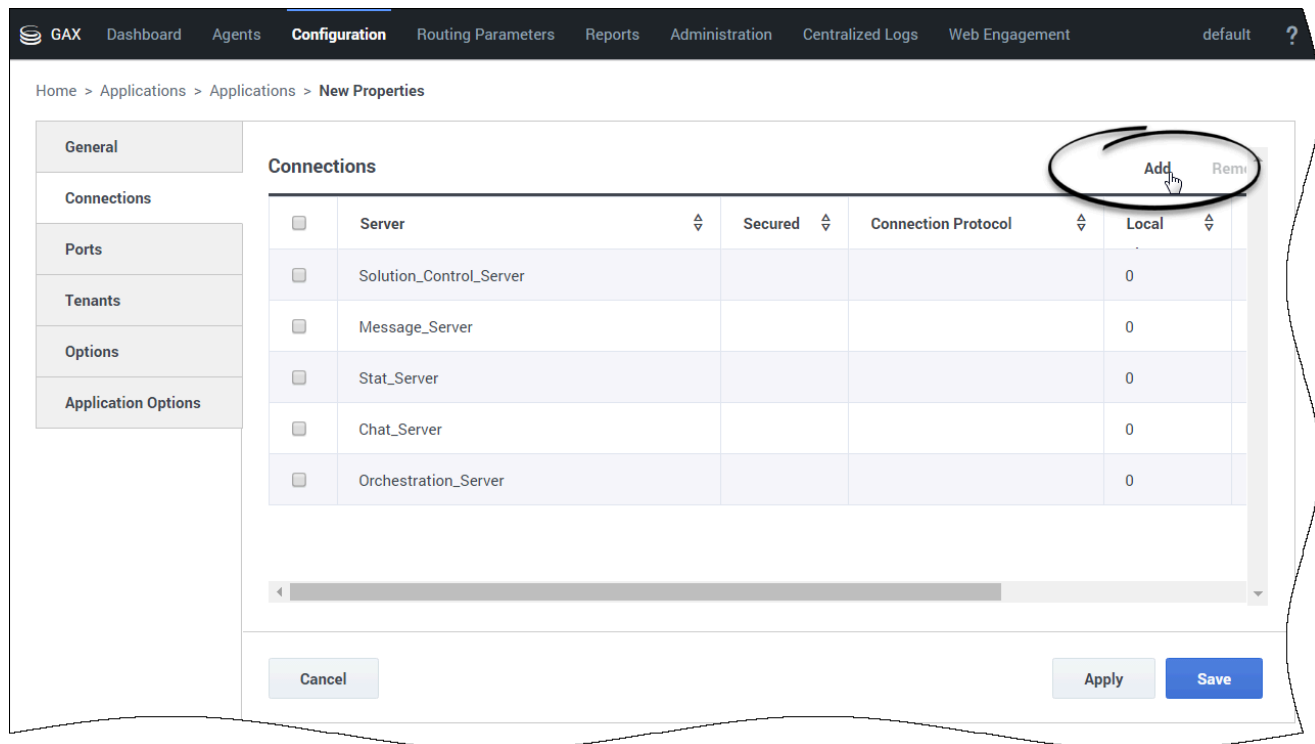 GAX Dashboard Agents Configuration Routing Parameters Reports Administration Centralized Logs Web Engagement default ?
Home > Applications > Applications > New Properties
General
Connections
Ports
Tenants
Options
Application Options
Connections Add Remo
Server Secured Connection Protocol Local
Solution_Control_Server 0
Message_Server 0
Stat_Server 0
Chat_Server 0
Orchestration_Server 0
Cancel Apply Save